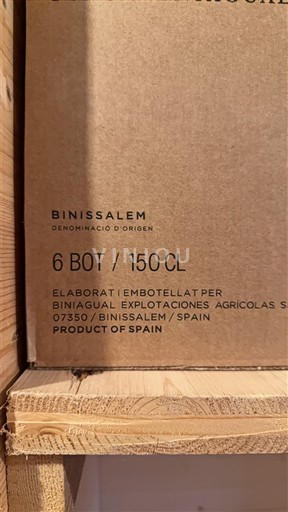 BINISSALEM
DENOMINACIÓ D'ORIGEN
VINIOU
6 BOT / 150 CL
ELABORAT I EMBOTELLAT PER
BINIAGUAL EXPLOTACIONES AGRICOLAS, S
07350 / BINISSALEM / SPAIN
PRODUCT OF SPAIN